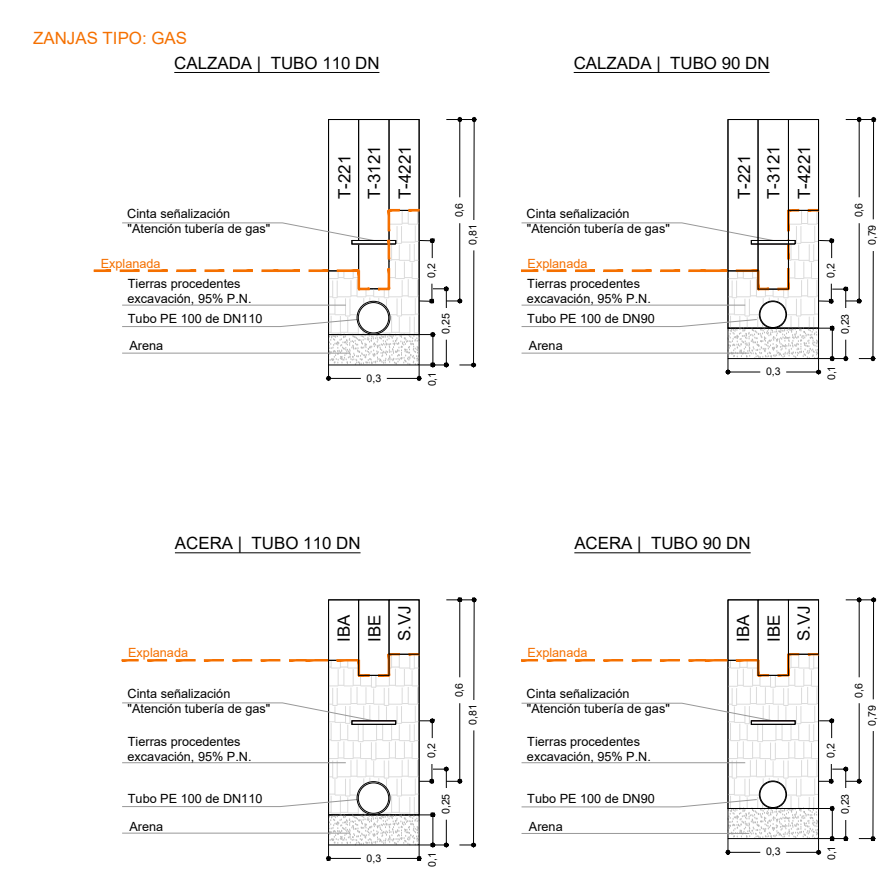 ZANJAS TIPO: GAS
CALZADA | TUBO 110 DN
T-221
T-3121
T-4221
Cinta señalización
"Atención tubería de gas"
Explanada
Tierras procedentes
excavación, 95% P.N.
Tubo PE 100 de DN110
Arena
0,6
0,81
0,2
0,25
0,1
0,3
CALZADA | TUBO 90 DN
T-221
T-3121
T-4221
Cinta señalización
"Atención tubería de gas"
Explanada
Tierras procedentes
excavación, 95% P.N.
Tubo PE 100 de DN90
Arena
0,6
0,79
0,2
0,23
0,1
0,3
ACERA | TUBO 110 DN
IBA
IBE
S.VJ
Explanada
Cinta señalización
"Atención tubería de gas"
Tierras procedentes
excavación, 95% P.N.
Tubo PE 100 de DN110
Arena
0,6
0,81
0,2
0,25
0,1
0,3
ACERA | TUBO 90 DN
IBA
IBE
S.VJ
Explanada
Cinta señalización
"Atención tubería de gas"
Tierras procedentes
excavación, 95% P.N.
Tubo PE 100 de DN90
Arena
0,6
0,79
0,2
0,23
0,1
0,3